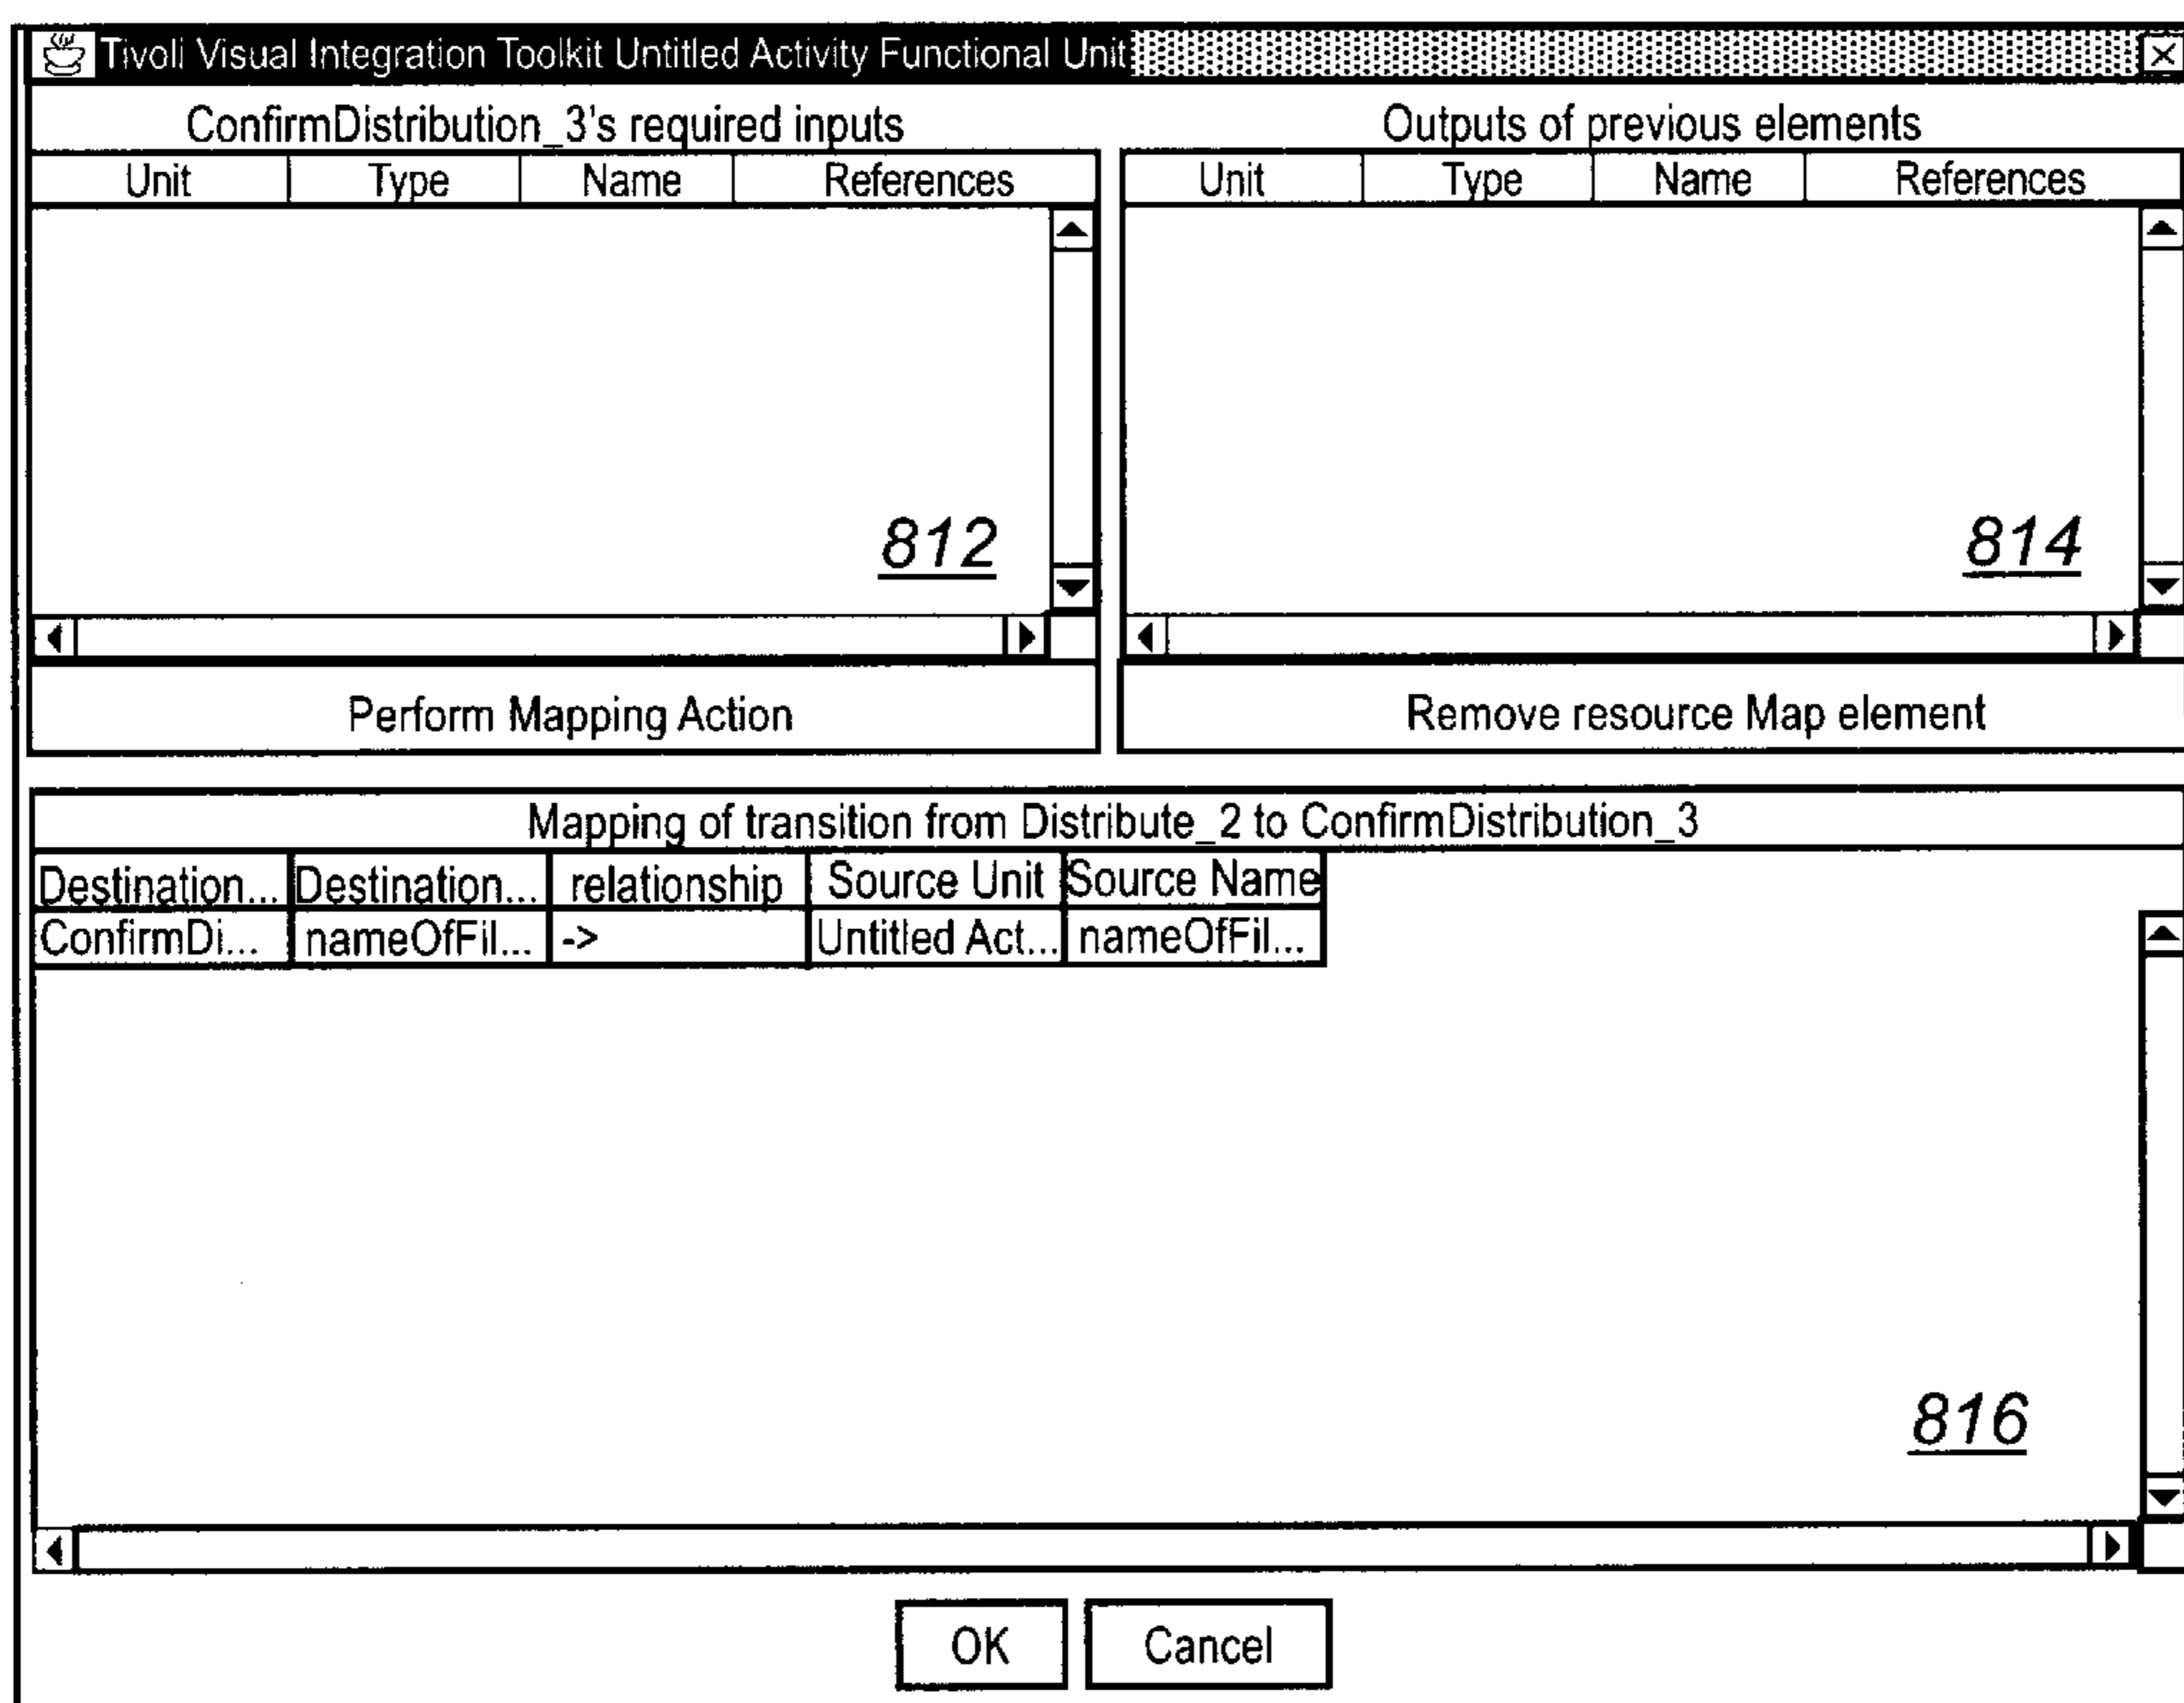 Tivoli Visual Integration Toolkit Untitled Activity Functional Unit
ConfirmDistribution_3's required inputs
Unit Type Name References
812
Outputs of previous elements
Unit Type Name References
814
Perform Mapping Action
Remove resource Map element
Mapping of transition from Distribute_2 to ConfirmDistribution_3
Destination... Destination... relationship Source Unit Source Name
ConfirmDi... nameOfFil... -> Untitled Act... nameOfFil...
816
OK Cancel